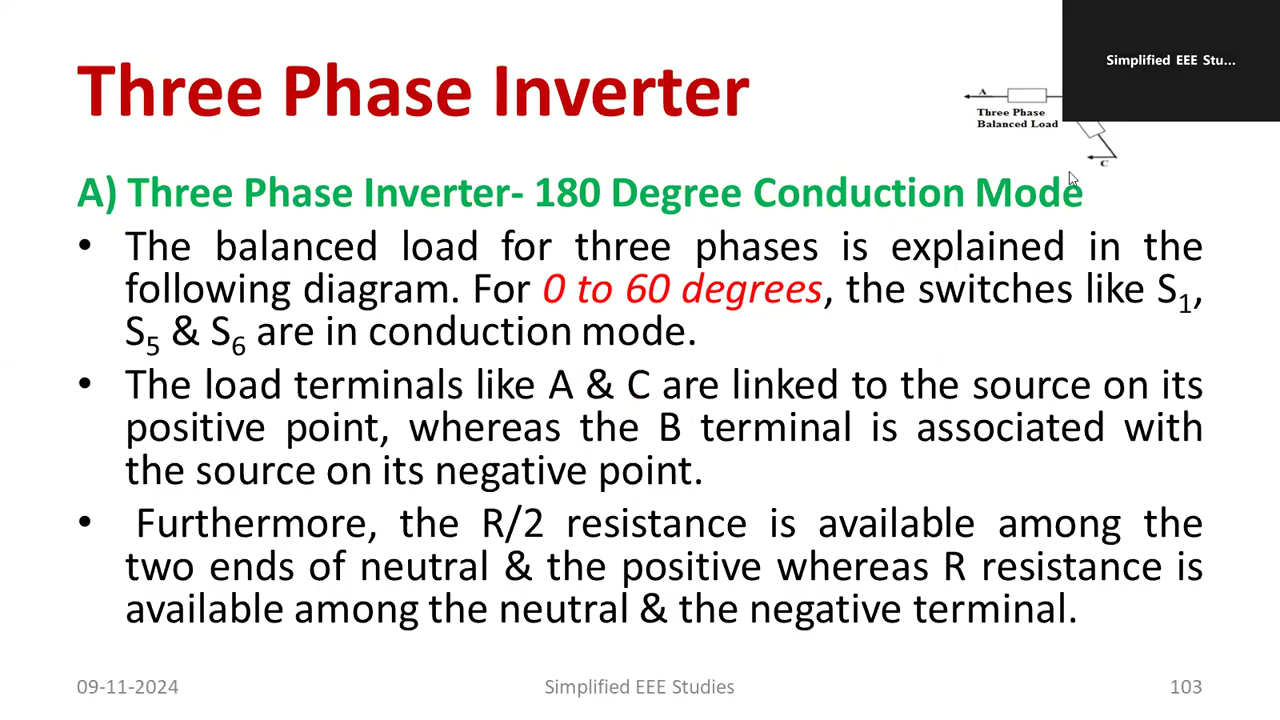 Simplified EEE Stu...
Three Phase Inverter
A
Three Phase
Balanced Load
C
A) Three Phase Inverter- 180 Degree Conduction Mode
• The balanced load for three phases is explained in the
following diagram. For 0 to 60 degrees, the switches like S1,
S5 & S6 are in conduction mode.
• The load terminals like A & C are linked to the source on its
positive point, whereas the B terminal is associated with
the source on its negative point.
• Furthermore, the R/2 resistance is available among the
two ends of neutral & the positive whereas R resistance is
available among the neutral & the negative terminal.
09-11-2024
Simplified EEE Studies
103